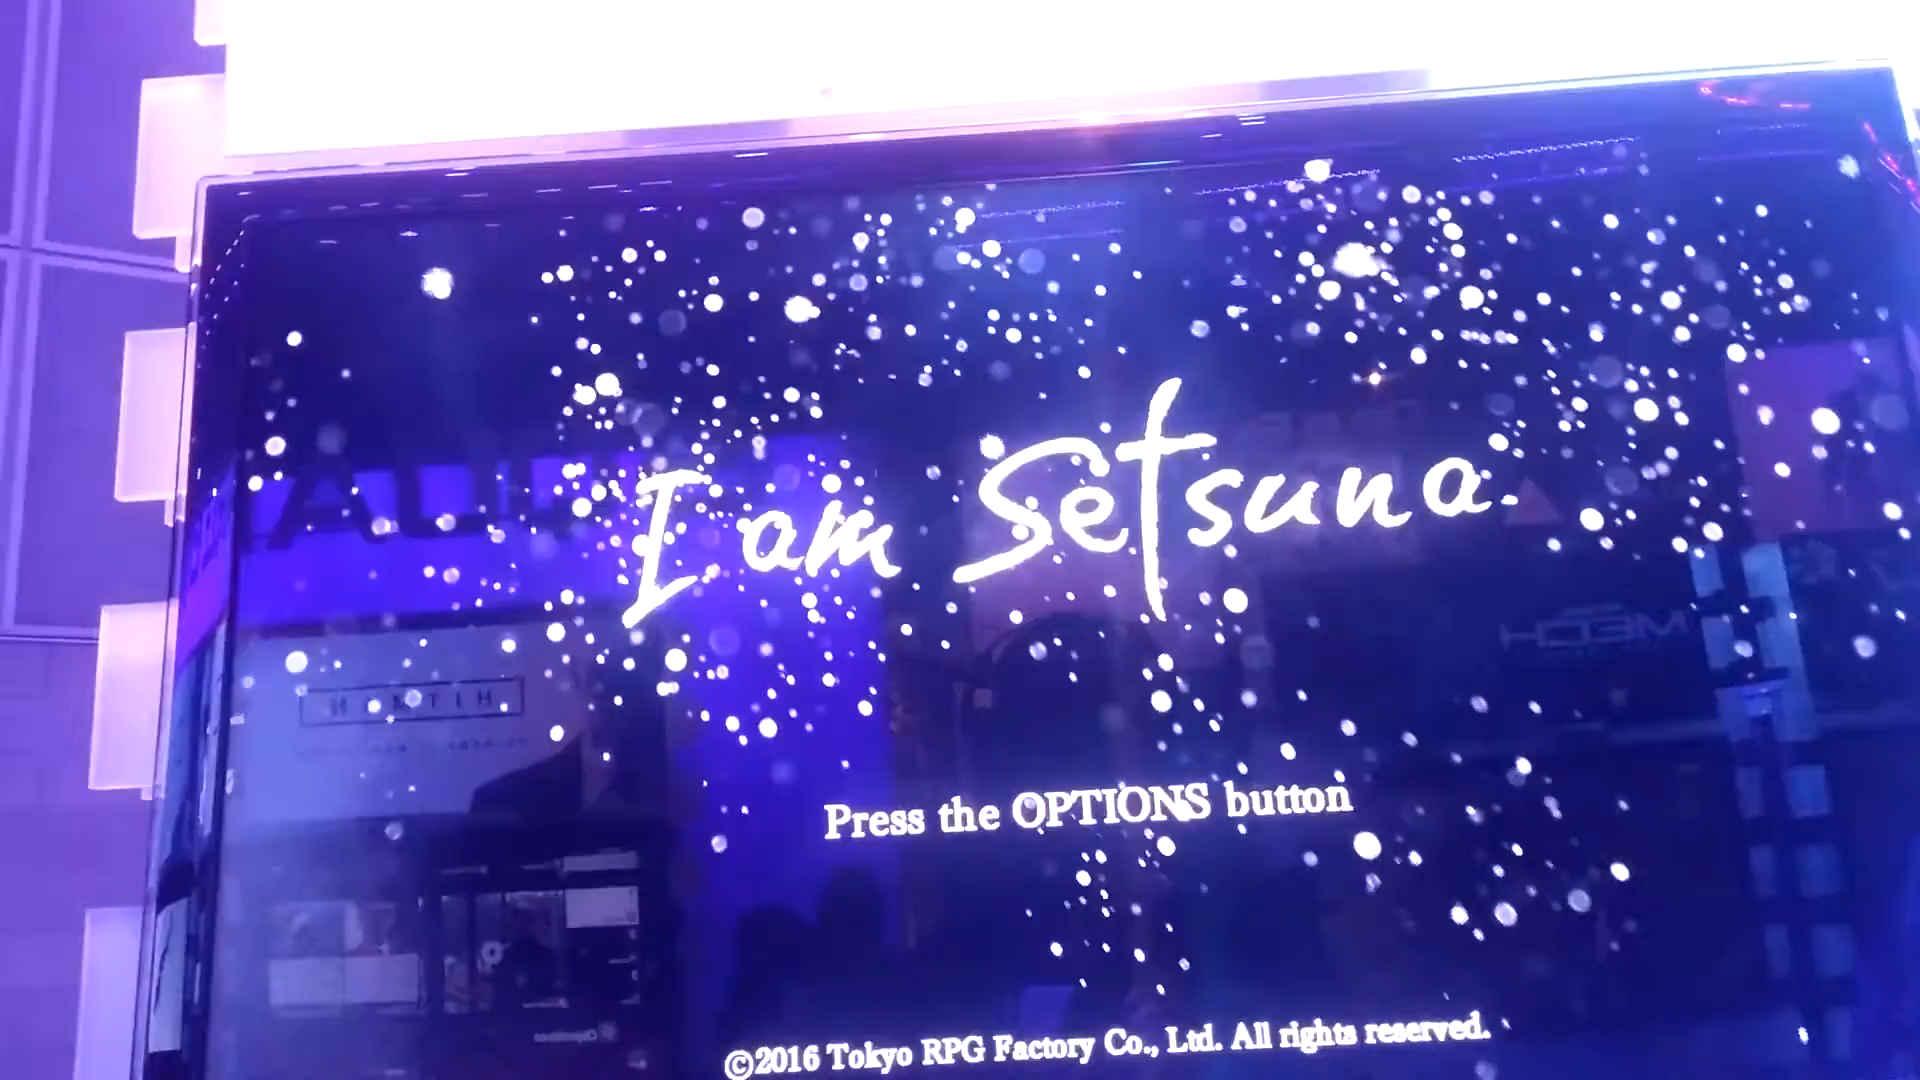 I am Setsuna.
Press the OPTIONS button
©2016 Tokyo RPG Factory Co., Ltd. All rights reserved.